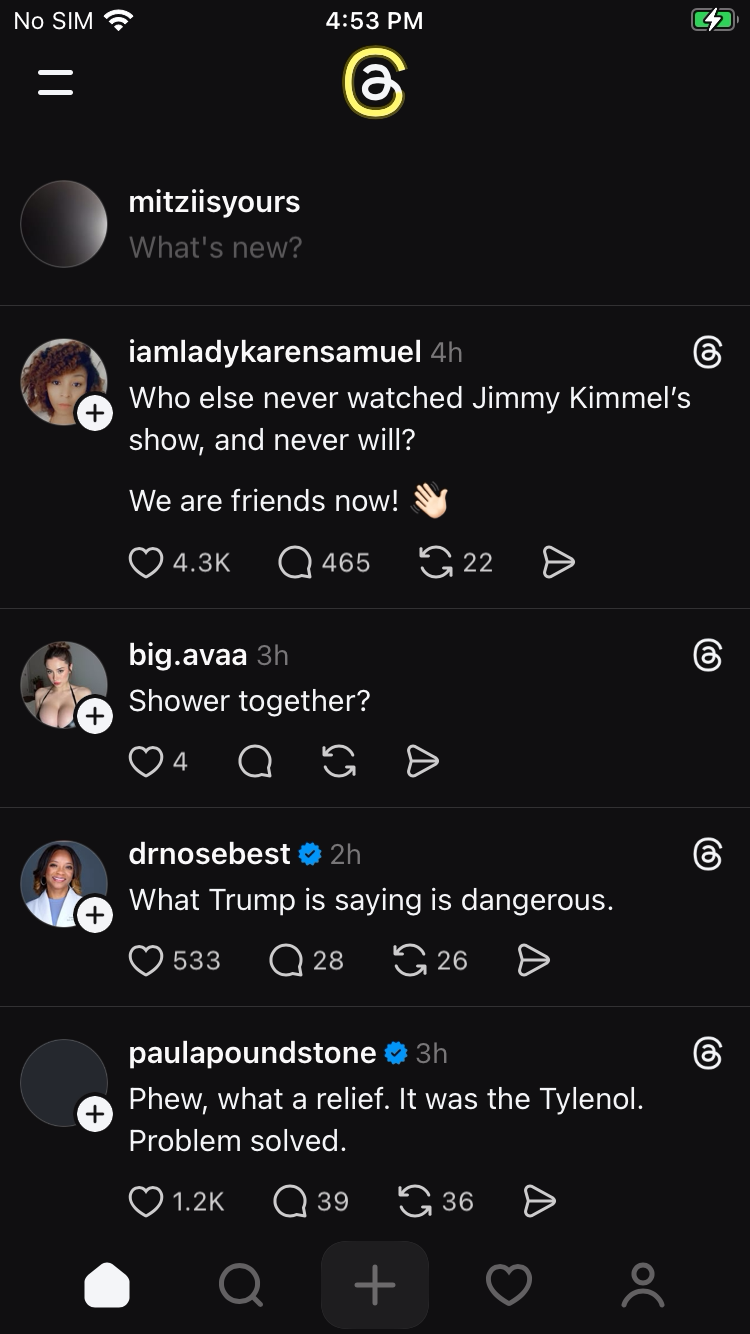 No SIM 4:53 PM
mitziisyours
What's new?
iamladykarensamuel 4h
Who else never watched Jimmy Kimmel’s
show, and never will?
We are friends now! 👋🏻
4.3K 465 22
big.avaa 3h
Shower together?
4
drnosebest 2h
What Trump is saying is dangerous.
533 28 26
paulapoundstone 3h
Phew, what a relief. It was the Tylenol.
Problem solved.
1.2K 39 36